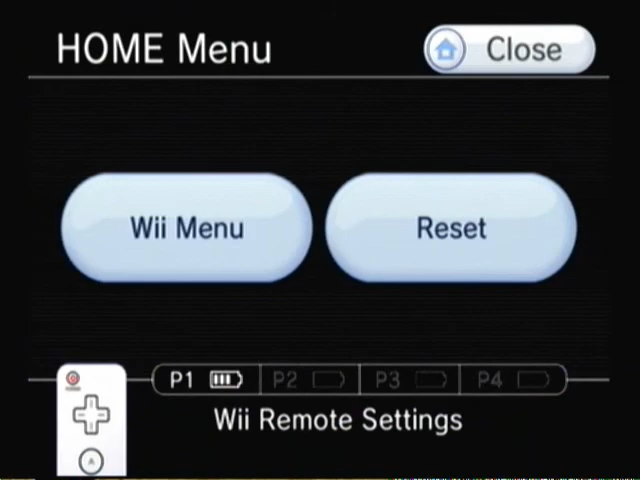 HOME Menu
Close
Wii Menu
Reset
P1 P2 P3 P4
Wii Remote Settings
A